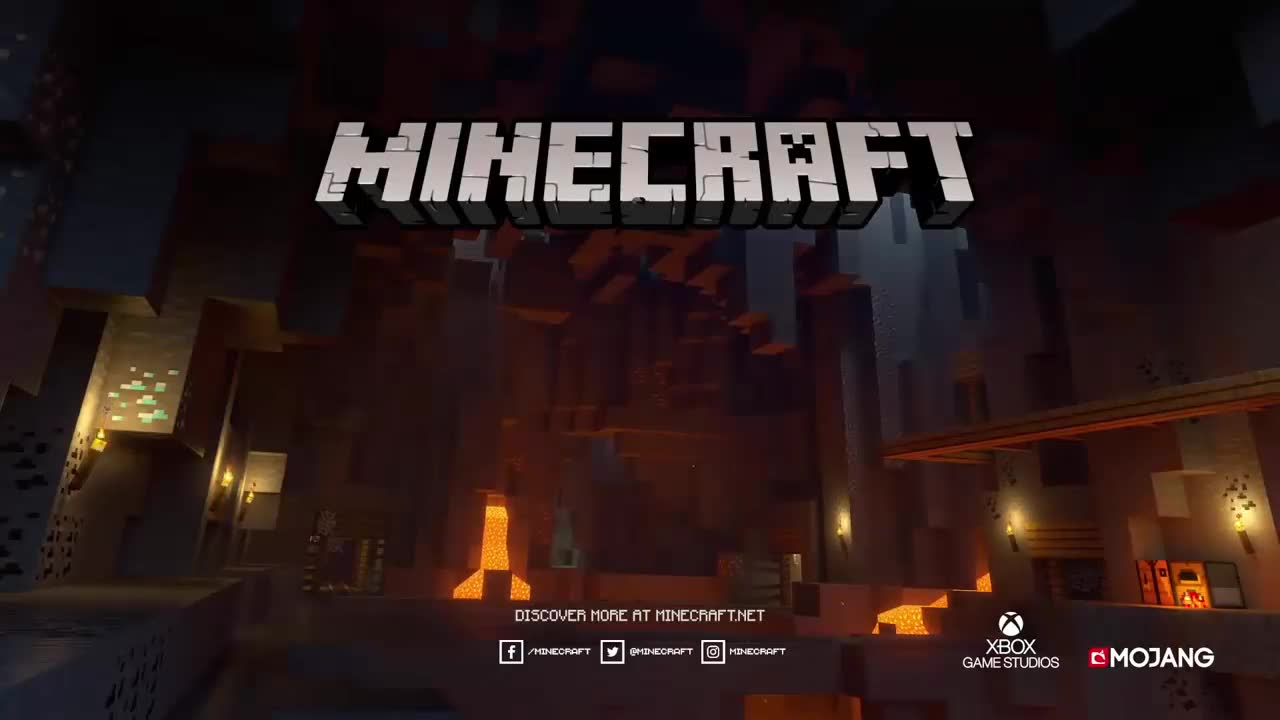 MINECRAFT
DISCOVER MORE AT MINECRAFT.NET
/MINECRAFT @MINECRAFT MINECRAFT
XBOX
GAME STUDIOS
MOJANG